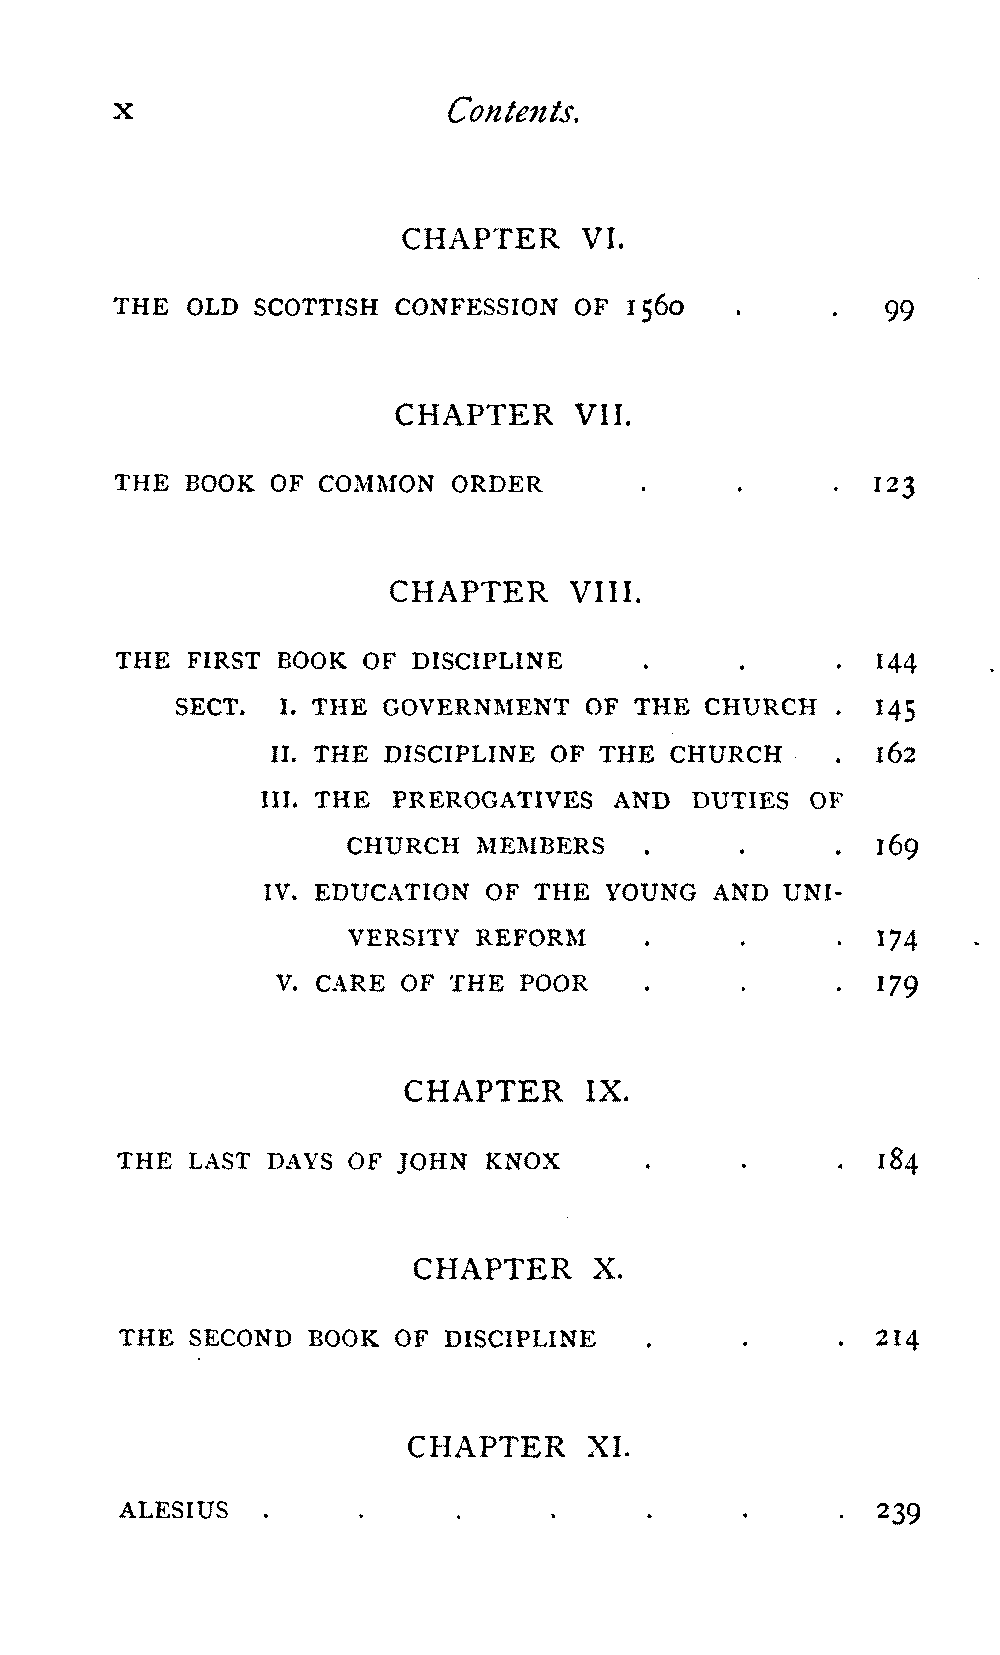 x Contents.
CHAPTER VI.
THE OLD SCOTTISH CONFESSION OF 1560 . . 99
CHAPTER VII.
THE BOOK OF COMMON ORDER . . . 123
CHAPTER VIII.
THE FIRST BOOK OF DISCIPLINE . . . 144
SECT. I. THE GOVERNMENT OF THE CHURCH . 145
II. THE DISCIPLINE OF THE CHURCH . 162
III. THE PREROGATIVES AND DUTIES OF
CHURCH MEMBERS . . . 169
IV. EDUCATION OF THE YOUNG AND UNI-
VERSITY REFORM . . . 174
V. CARE OF THE POOR . . . 179
CHAPTER IX.
THE LAST DAYS OF JOHN KNOX . . . 184
CHAPTER X.
THE SECOND BOOK OF DISCIPLINE . . . 214
CHAPTER XI.
ALESIUS . . . . . . . 239